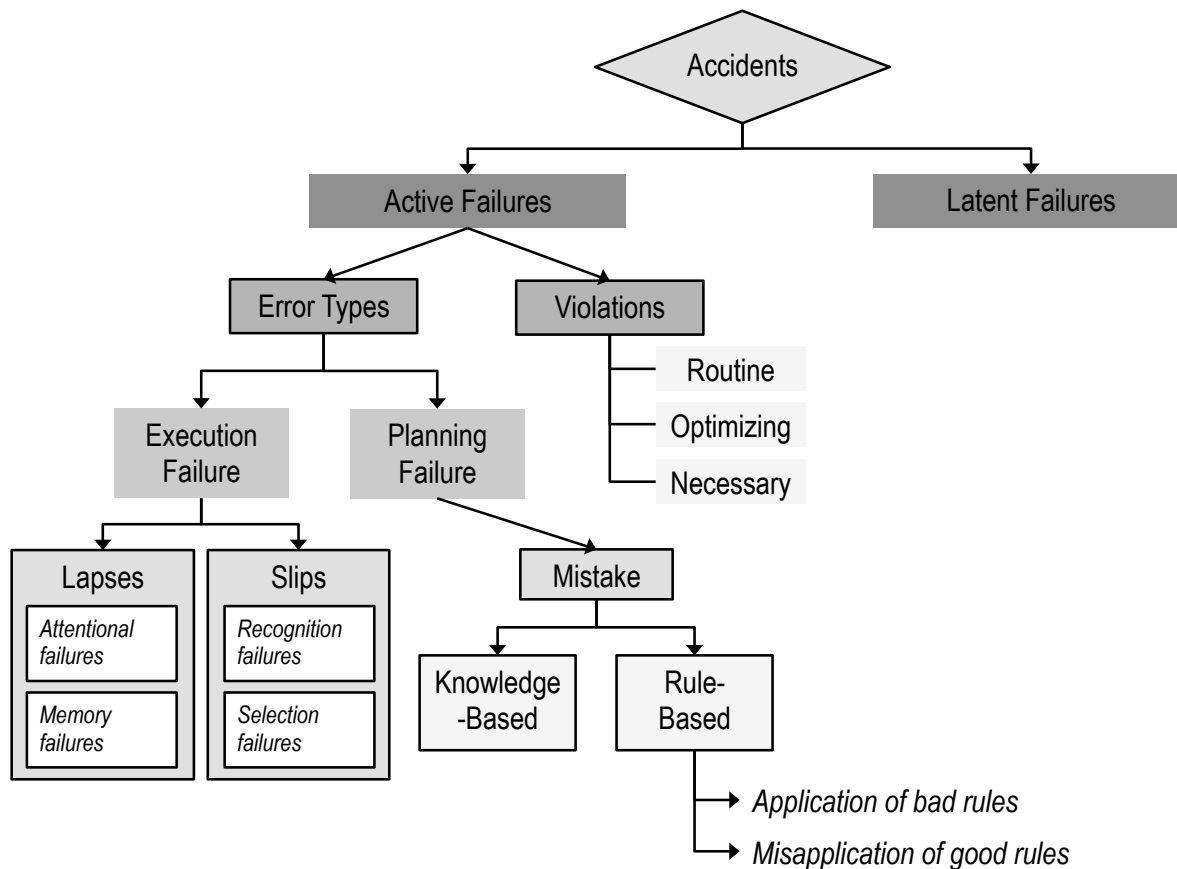 Accidents
Active Failures
Latent Failures
Error Types
Violations
Routine
Optimizing
Necessary
Execution
Failure
Planning
Failure
Lapses
Attentional
failures
Memory
failures
Slips
Recognition
failures
Selection
failures
Mistake
Knowledge
-Based
Rule-
Based
Application of bad rules
Misapplication of good rules